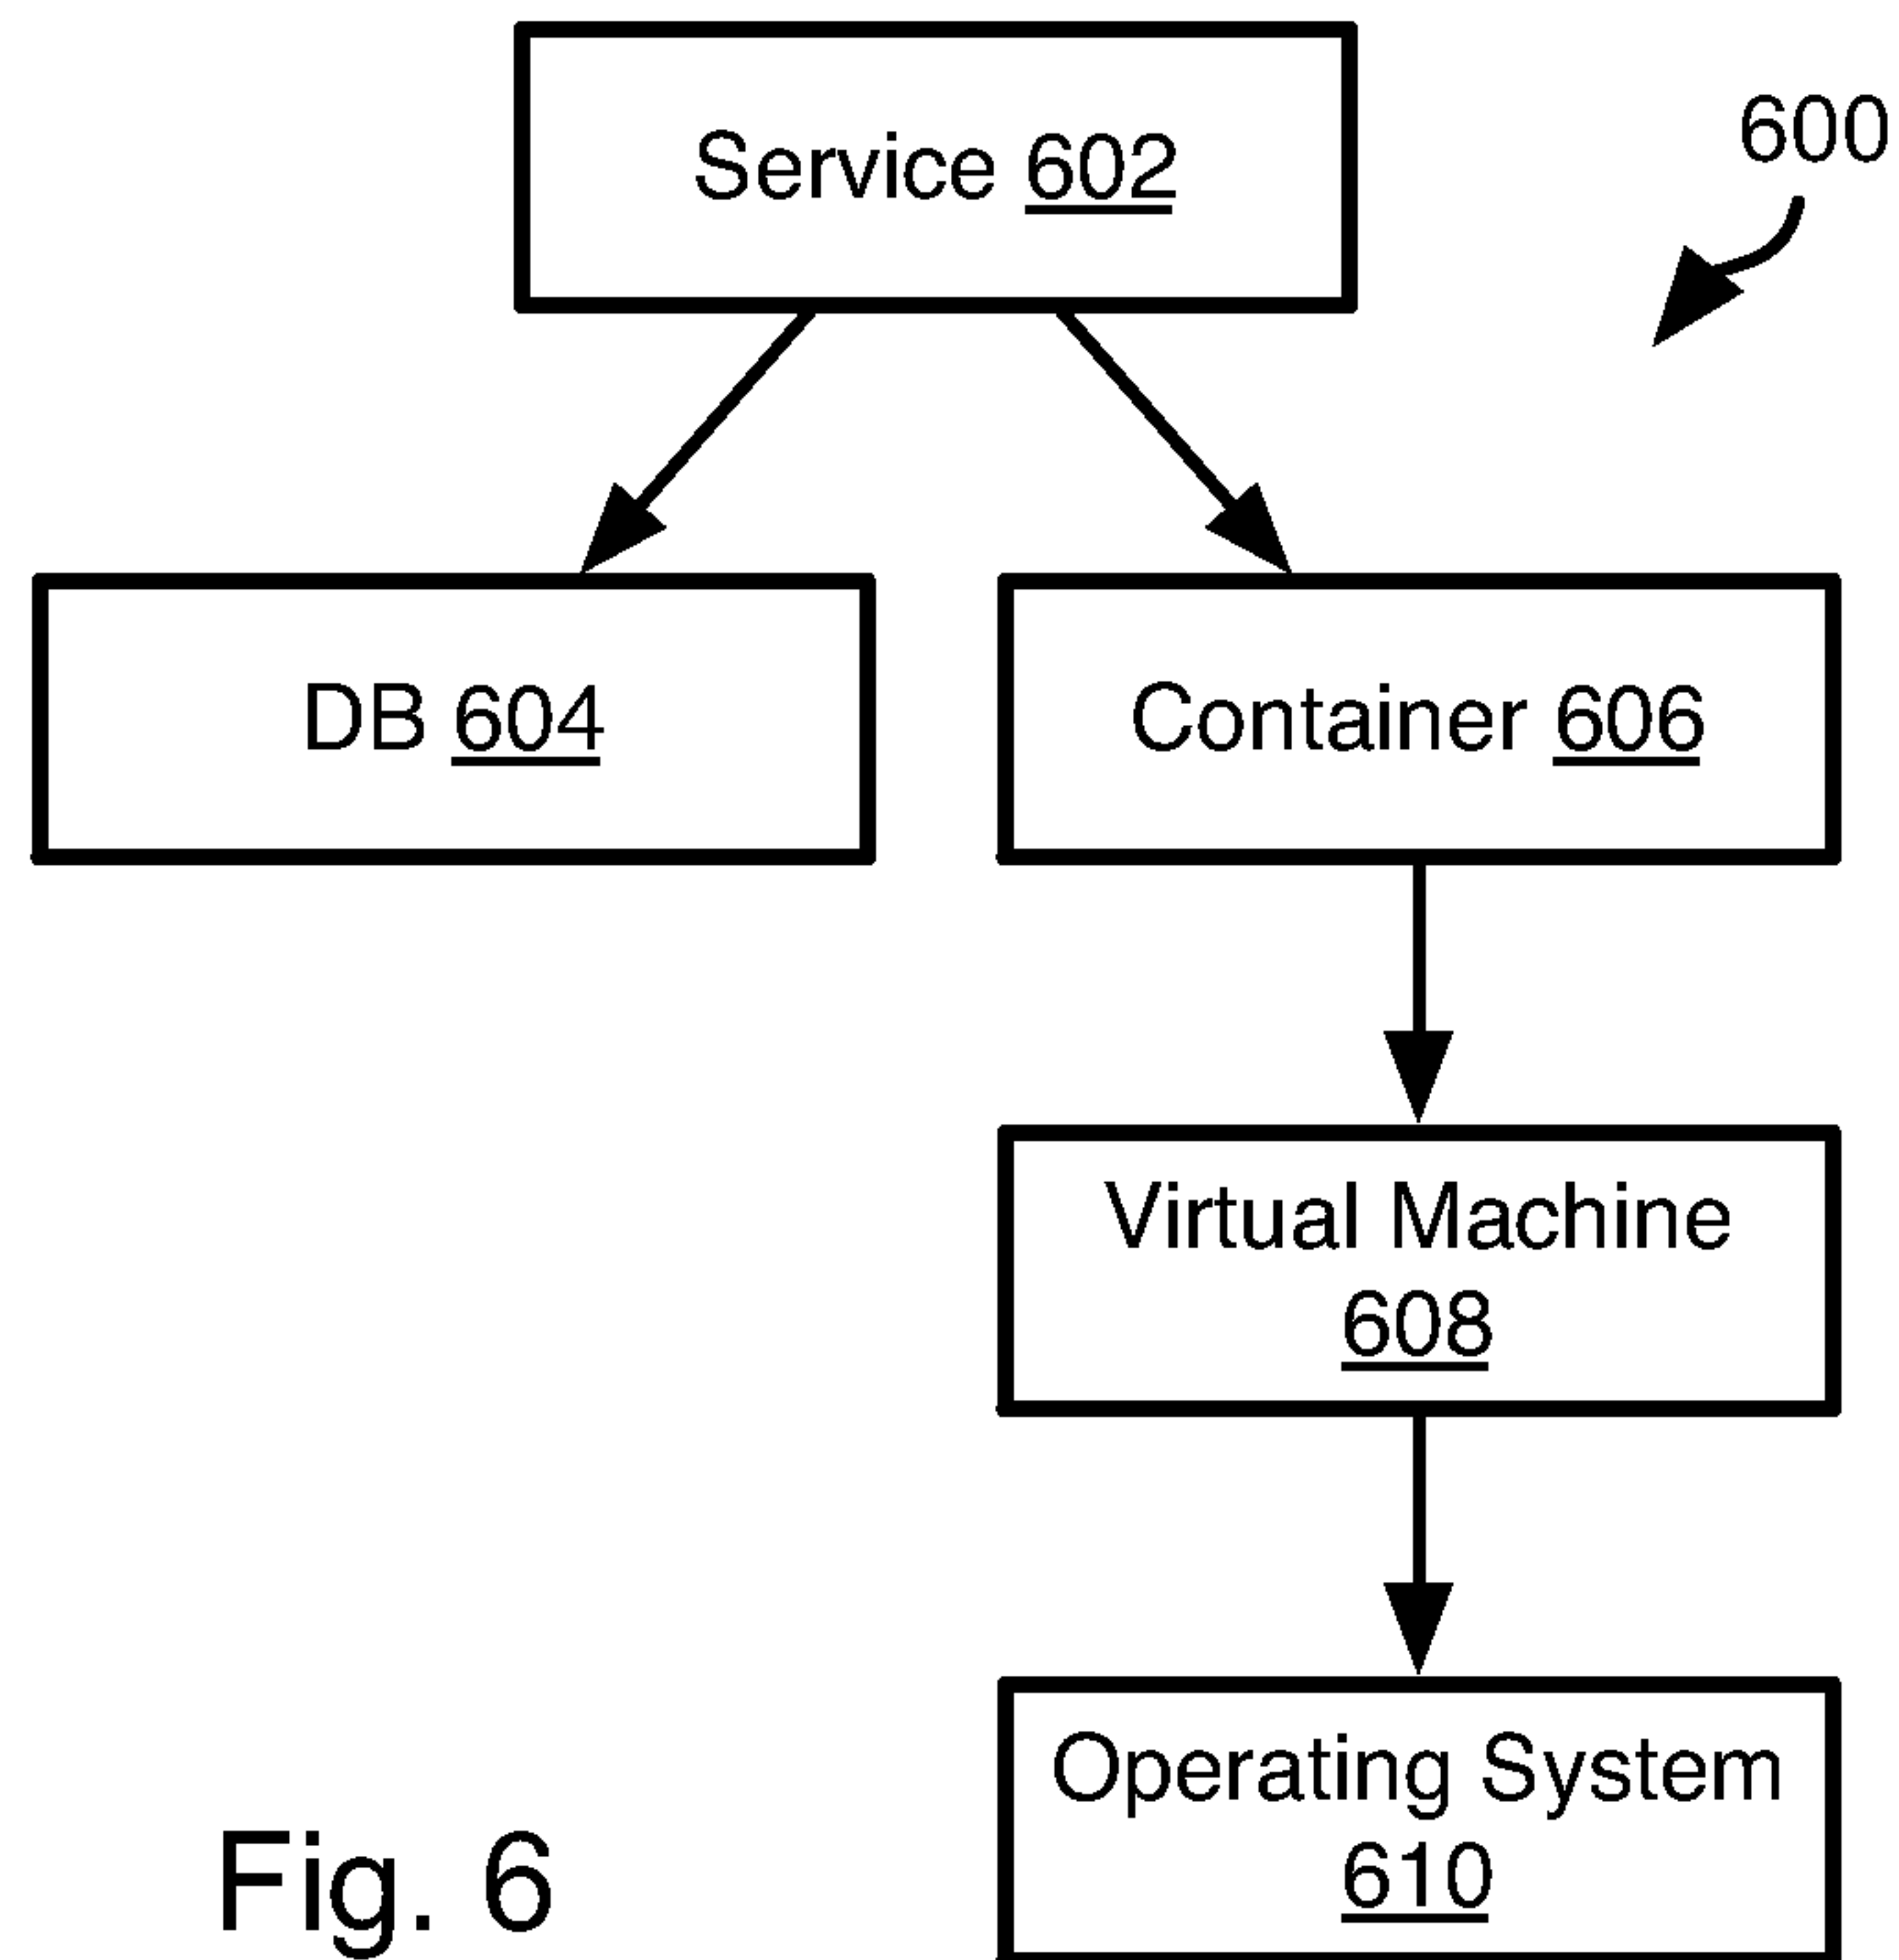 Service 602
600
DB 604
Container 606
Virtual Machine
608
Operating System
610
Fig. 6